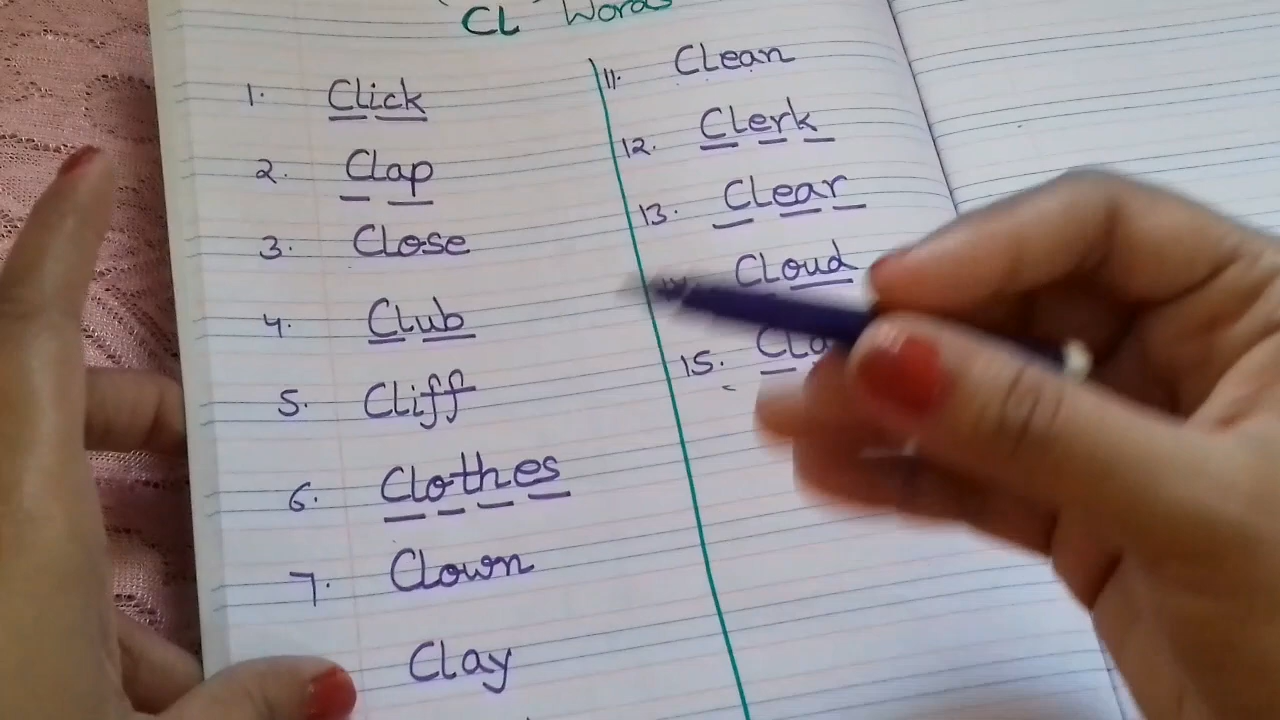 CL Words
1. Click
2. Clap
3. Close
4. Club
5. Cliff
6. Clothes
7. Clown
Clay
11. Clean
12. Clerk
13. Clear
Cloud
15.